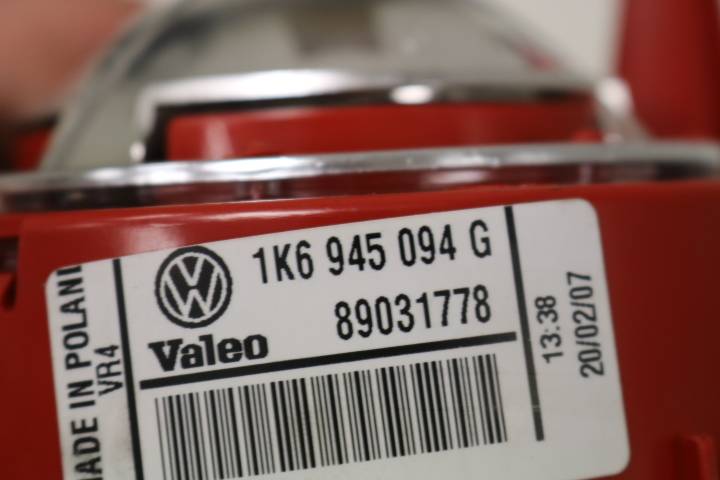 MADE IN POLAND
VR4
1K6 945 094 G
89031778
Valeo
13:38
20/02/07